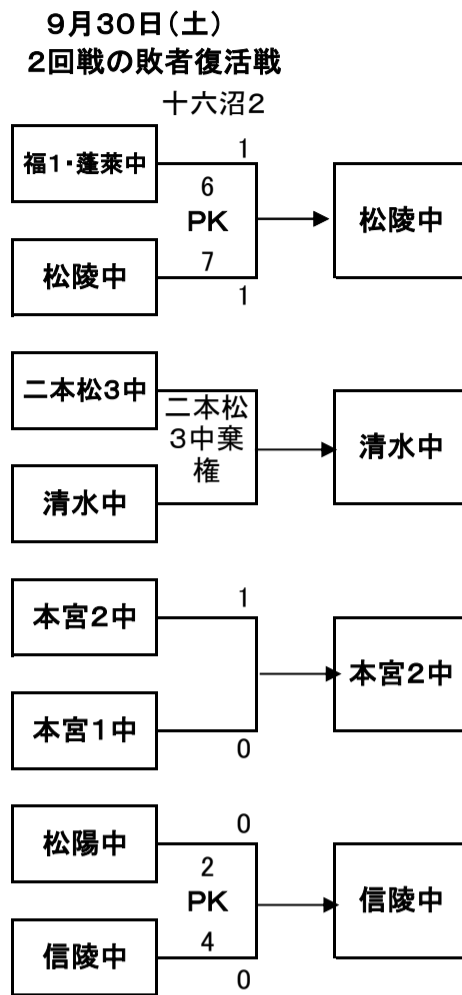 9月30日(土)
2回戦の敗者復活戦
十六沼2
福1・蓬莱中
1
6
PK
7
松陵中
1
松陵中
二本松3中
二本松
3中棄
権
清水中
清水中
本宮2中
1
本宮1中
0
本宮2中
松陽中
0
2
PK
4
信陵中
0
信陵中